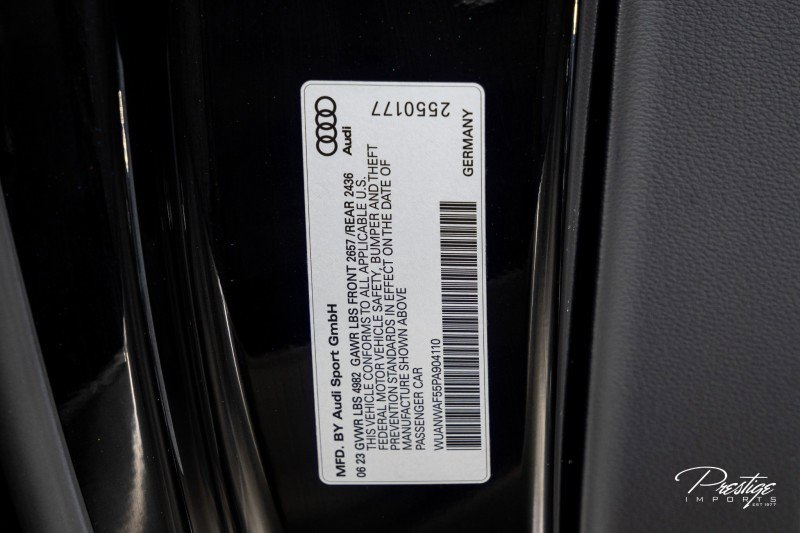 Audi
2550177
MFD. BY Audi Sport GmbH
GERMANY
06 23 GVWR LBS 4982 GAWR LBS FRONT 2657 /REAR 2436
THIS VEHICLE CONFORMS TO ALL APPLICABLE U.S.
FEDERAL MOTOR VEHICLE SAFETY, BUMPER AND THEFT
PREVENTION STANDARDS IN EFFECT ON THE DATE OF
MANUFACTURE SHOWN ABOVE
PASSENGER CAR
WUANWAF55PA904110
Prestige
IMPORTS
EST 1977